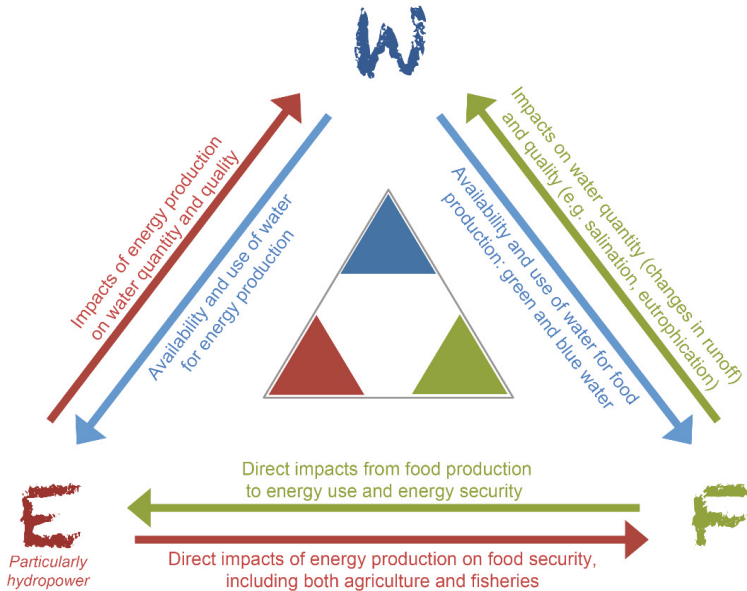 W
Impacts of energy production
on water quantity and quality
Availability and use of water
for energy production
Impacts on water quantity (changes in runoff)
and quality (e.g. salination, eutrophication)
Availability and use of water for food
production: green and blue water
Direct impacts from food production
to energy use and energy security
E
Particularly
hydropower
F
Direct impacts of energy production on food security,
including both agriculture and fisheries